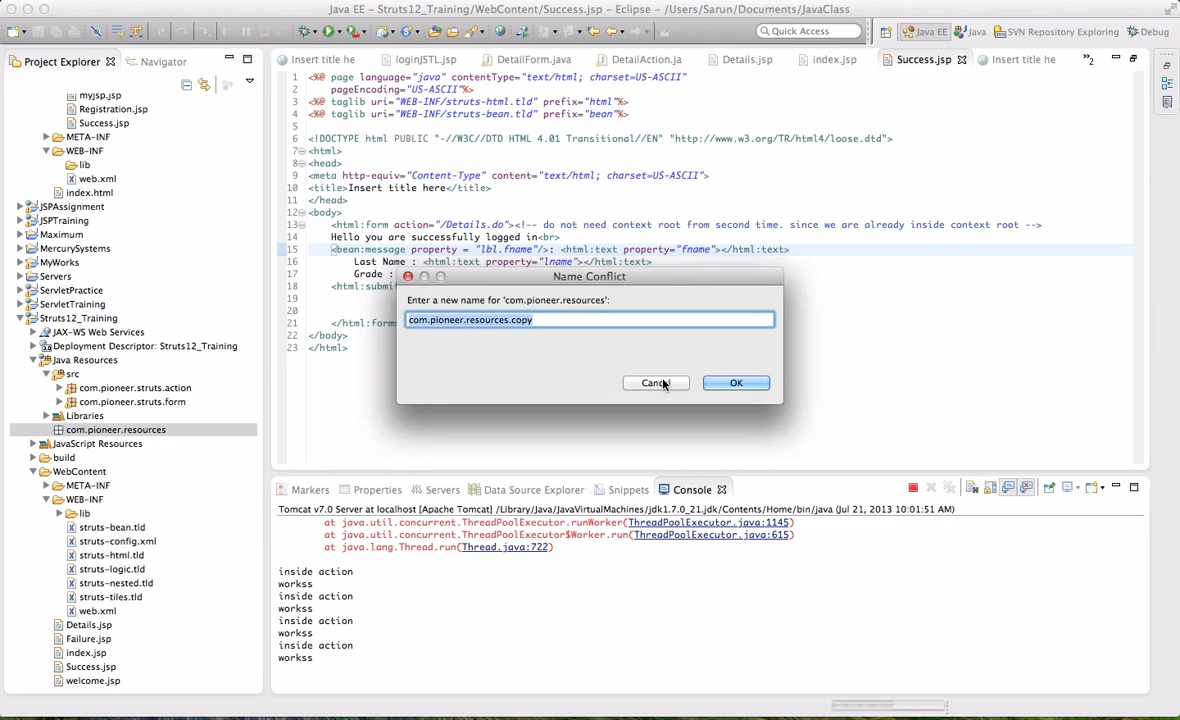 Java EE - Struts12_Training/WebContent/Success.jsp - Eclipse - /Users/Sarun/Documents/JavaClass
Quick Access
Java EE
Java
SVN Repository Exploring
Debug
Project Explorer
Navigator
myjsp.jsp
Registration.jsp
Success.jsp
META-INF
WEB-INF
lib
web.xml
index.html
JSPAssignment
JSPTraining
Maximum
MercurySystems
MyWorks
Servers
ServletPractice
ServletTraining
Struts12_Training
JAX-WS Web Services
Deployment Descriptor: Struts12_Training
Java Resources
src
com.pioneer.struts.action
com.pioneer.struts.form
Libraries
com.pioneer.resources
JavaScript Resources
build
WebContent
META-INF
WEB-INF
lib
struts-bean.tld
struts-config.xml
struts-html.tld
struts-logic.tld
struts-nested.tld
struts-tiles.tld
web.xml
Details.jsp
Failure.jsp
index.jsp
Success.jsp
welcome.jsp
Insert title he
loginJSTL.jsp
DetailForm.java
DetailAction.ja
Details.jsp
index.jsp
Success.jsp
Insert title he
»2
1 <%@ page language="java" contentType="text/html; charset=US-ASCII"
2 pageEncoding="US-ASCII"%>
3 <%@ taglib uri="WEB-INF/struts-html.tld" prefix="html"%>
4 <%@ taglib uri="WEB-INF/struts-bean.tld" prefix="bean"%>
5
6 <!DOCTYPE html PUBLIC "-//W3C//DTD HTML 4.01 Transitional//EN" "http://www.w3.org/TR/html4/loose.dtd">
7 <html>
8 <head>
9 <meta http-equiv="Content-Type" content="text/html; charset=US-ASCII">
10 <title>Insert title here</title>
11 </head>
12 <body>
13 <html:form action="/Details.do"><!-- do not need context root from second time. since we are already inside context root -->
14 Hello you are successfully logged in<br>
15 <bean:message property = "lbl.fname"/>: <html:text property="fname"></html:text>
16 Last Name : <html:text property="lname"></html:text>
17 Grade :
18 <html:subm
19
20
21 </html:form>
22 </body>
23 </html>
Name Conflict
Enter a new name for 'com.pioneer.resources':
com.pioneer.resources.copy
Cancel
OK
Markers
Properties
Servers
Data Source Explorer
Snippets
Console
Tomcat v7.0 Server at localhost [Apache Tomcat] /Library/Java/JavaVirtualMachines/jdk1.7.0_21.jdk/Contents/Home/bin/java (Jul 21, 2013 10:01:51 AM)
at java.util.concurrent.ThreadPoolExecutor.runWorker(ThreadPoolExecutor.java:1145)
at java.util.concurrent.ThreadPoolExecutor$Worker.run(ThreadPoolExecutor.java:615)
at java.lang.Thread.run(Thread.java:722)
inside action
workss
inside action
workss
inside action
workss
inside action
workss